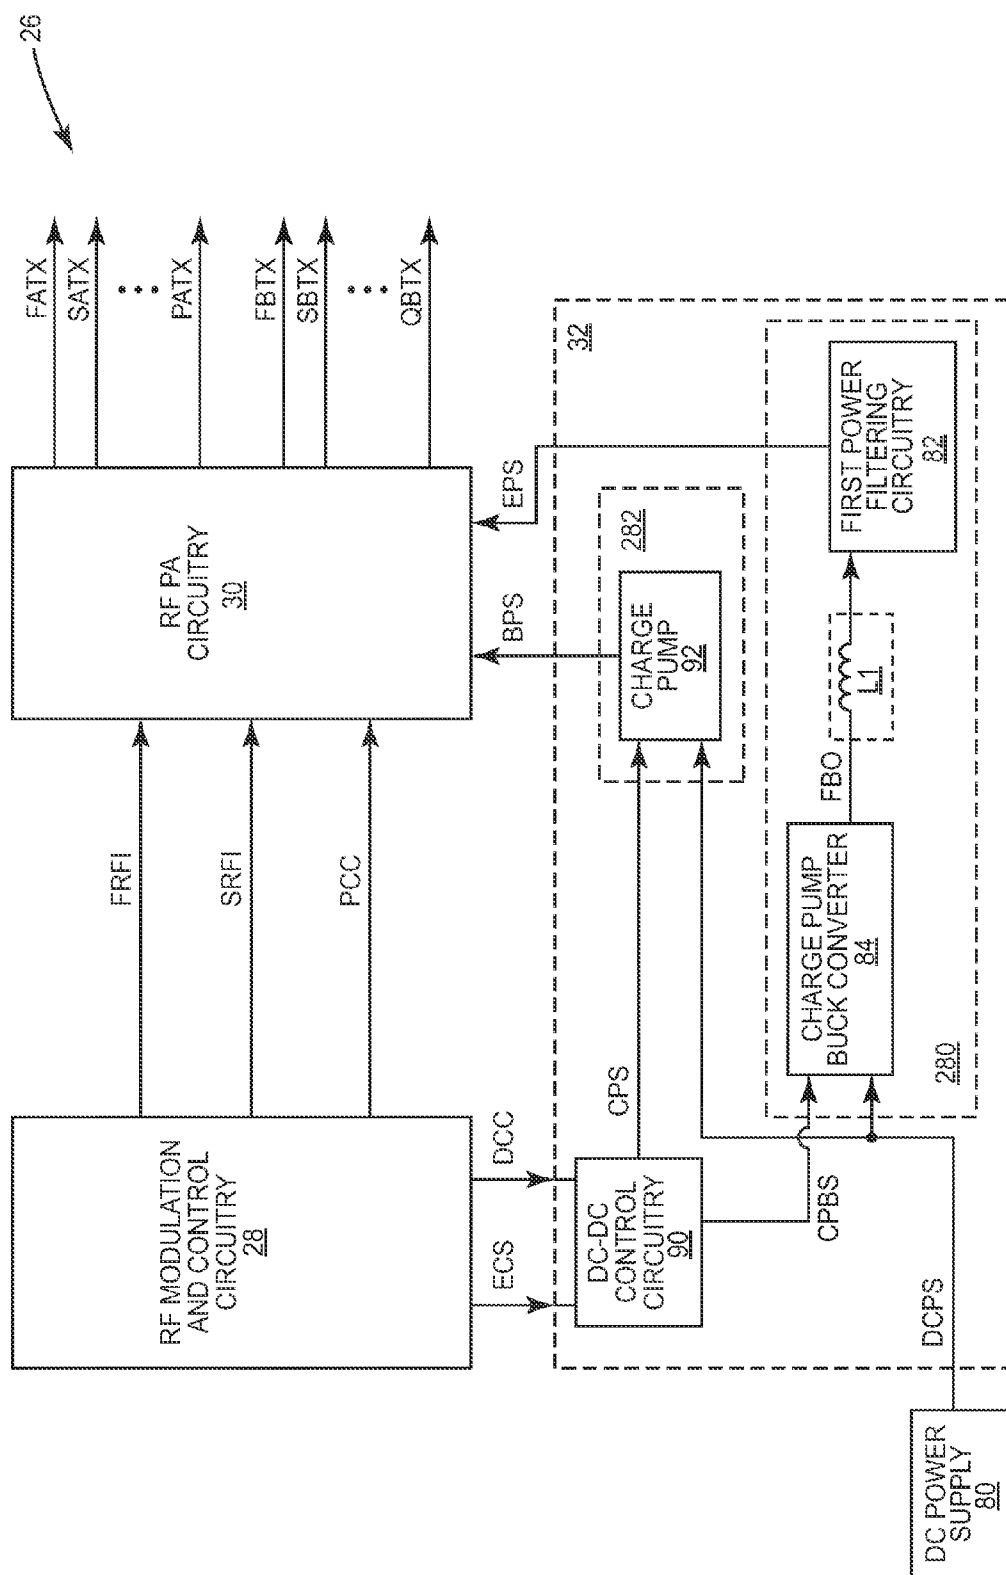 26
FATX
SATX
PATX
FBTX
SBTX
QBTX
RF PA
CIRCUITRY
30
FRFI
SRFI
PCC
RF MODULATION
AND CONTROL
CIRCUITRY
28
EPS
BPS
DCC
ECS
32
282
CHARGE
PUMP
92
CPS
DC-DC
CONTROL
CIRCUITRY
90
CPBS
FIRST POWER
FILTERING
CIRCUITRY
82
L1
FBO
CHARGE PUMP
BUCK CONVERTER
84
280
DCPS
DC POWER
SUPPLY
80